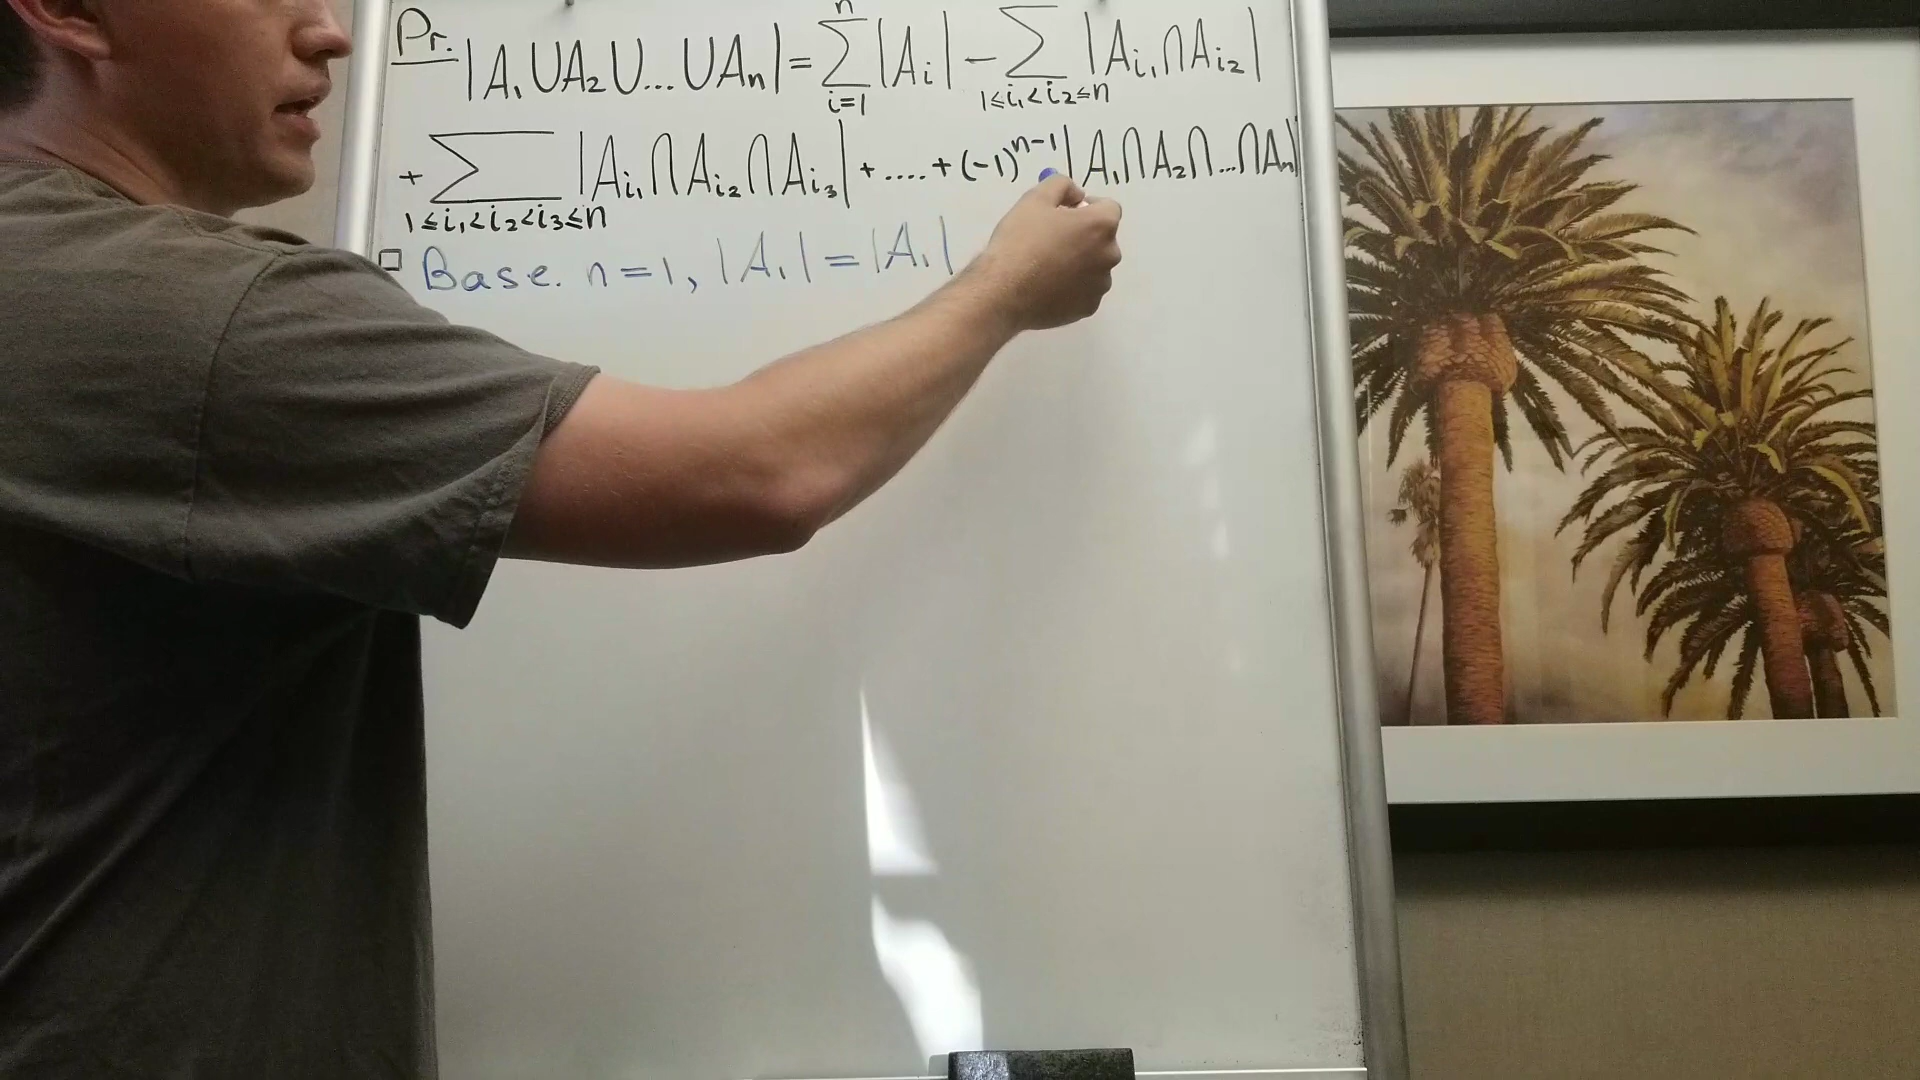 Pr. |A₁∪A₂∪...∪Aₙ| = ∑ⁿᵢ₌₁ |Aᵢ| - ∑ 1≤i₁<i₂≤n |Aᵢ₁∩Aᵢ₂|
+ ∑ 1≤i₁<i₂<i₃≤n |Aᵢ₁∩Aᵢ₂∩Aᵢ₃| + .... + (-1)ⁿ⁻¹ |A₁∩A₂∩...∩Aₙ|
□ Base. n=1, |A₁| = |A₁|